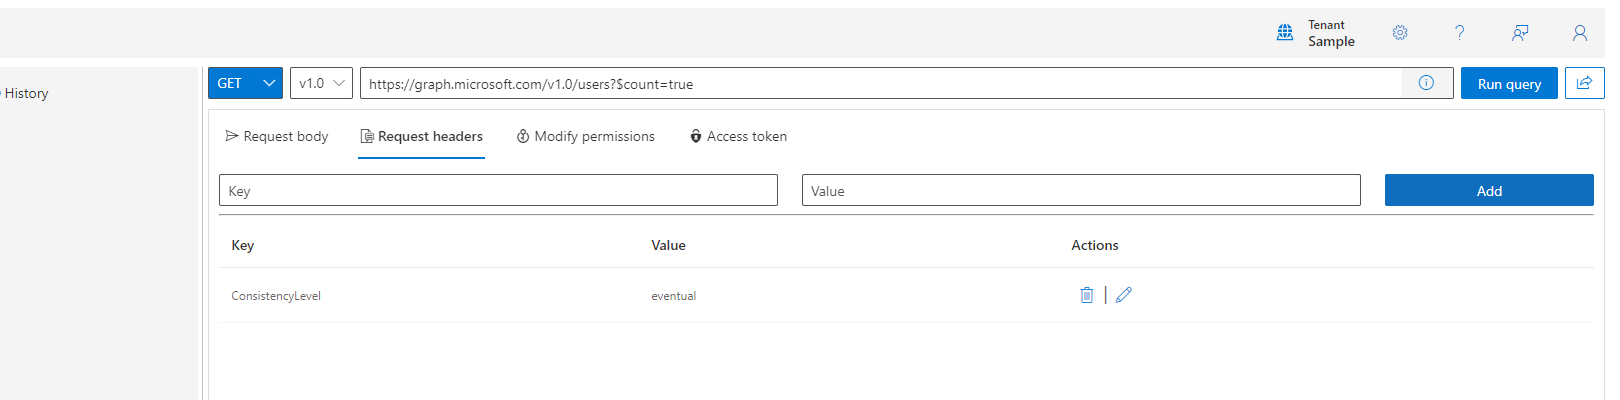 Tenant
Sample
History
GET v1.0 https://graph.microsoft.com/v1.0/users?$count=true Run query
Request body Request headers Modify permissions Access token
Key Value Add
Key Value Actions
ConsistencyLevel eventual